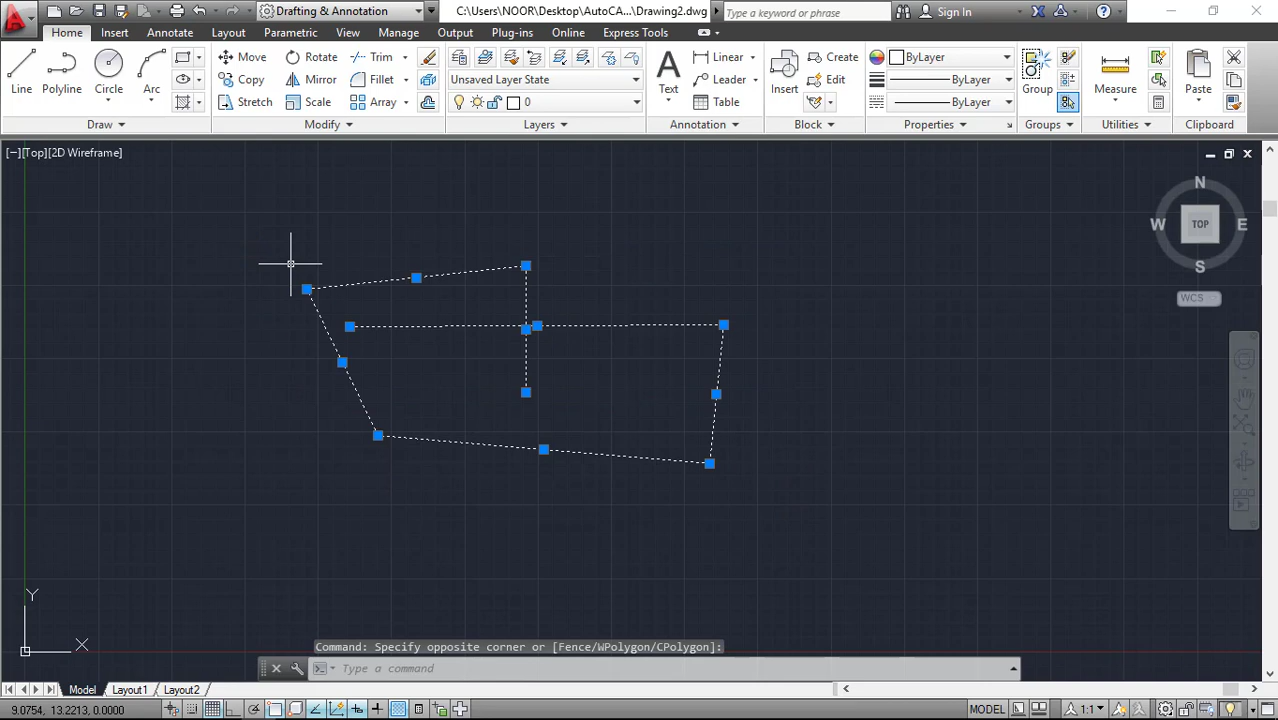 Drafting & Annotation
C:\Users\NOOR\Desktop\AutoCA...\Drawing2.dwg
Type a keyword or phrase
Sign In
Home Insert Annotate Layout Parametric View Manage Output Plug-ins Online Express Tools
Line Polyline Circle Arc
Move Rotate Trim
Copy Mirror Fillet
Stretch Scale Array
Unsaved Layer State
0
Text
Linear
Leader
Table
Insert
Create
Edit
ByLayer
ByLayer
ByLayer
Group
Measure
Paste
Draw Modify Layers Annotation Block Properties Groups Utilities Clipboard
[−][Top][2D Wireframe]
N
W TOP E
S
WCS
Y
X
Command: Specify opposite corner or [Fence/WPolygon/CPolygon]:
Type a command
Model Layout1 Layout2
9.0754, 13.2213, 0.0000
MODEL
1:1